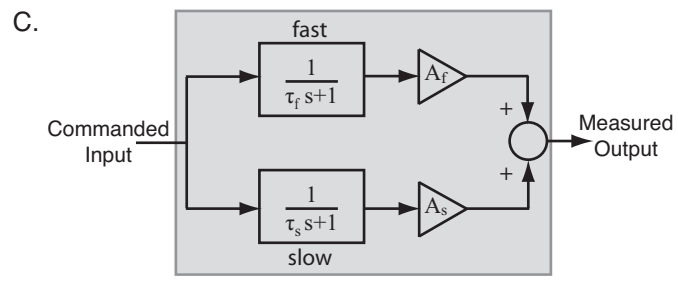 C.
fast
1
τf s+1
Af
+
Commanded
Input
Measured
Output
+
1
τs s+1
As
slow